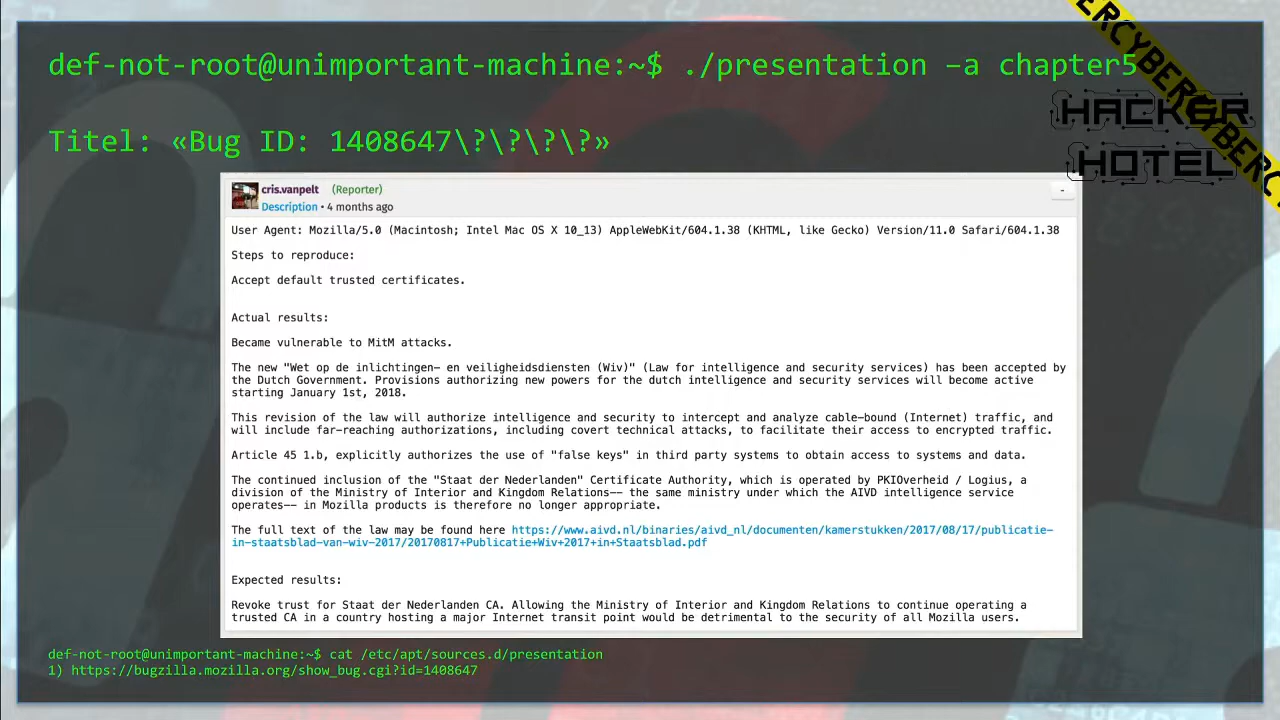 def-not-root@unimportant-machine:~$ ./presentation –a chapter5
ERCYBERCYBERC
HACKER
HOTEL
Titel: «Bug ID: 1408647\?\?\?\?»
cris.vanpelt (Reporter)
Description • 4 months ago
-
User Agent: Mozilla/5.0 (Macintosh; Intel Mac OS X 10_13) AppleWebKit/604.1.38 (KHTML, like Gecko) Version/11.0 Safari/604.1.38
Steps to reproduce:
Accept default trusted certificates.
Actual results:
Became vulnerable to MitM attacks.
The new "Wet op de inlichtingen- en veiligheidsdiensten (Wiv)" (Law for intelligence and security services) has been accepted by
the Dutch Government. Provisions authorizing new powers for the dutch intelligence and security services will become active
starting January 1st, 2018.
This revision of the law will authorize intelligence and security to intercept and analyze cable-bound (Internet) traffic, and
will include far-reaching authorizations, including covert technical attacks, to facilitate their access to encrypted traffic.
Article 45 1.b, explicitly authorizes the use of "false keys" in third party systems to obtain access to systems and data.
The continued inclusion of the "Staat der Nederlanden" Certificate Authority, which is operated by PKIOverheid / Logius, a
division of the Ministry of Interior and Kingdom Relations-- the same ministry under which the AIVD intelligence service
operates-- in Mozilla products is therefore no longer appropriate.
The full text of the law may be found here https://www.aivd.nl/binaries/aivd_nl/documenten/kamerstukken/2017/08/17/publicatie-
in-staatsblad-van-wiv-2017/20170817+Publicatie+Wiv+2017+in+Staatsblad.pdf
Expected results:
Revoke trust for Staat der Nederlanden CA. Allowing the Ministry of Interior and Kingdom Relations to continue operating a
trusted CA in a country hosting a major Internet transit point would be detrimental to the security of all Mozilla users.
def-not-root@unimportant-machine:~$ cat /etc/apt/sources.d/presentation
1) https://bugzilla.mozilla.org/show_bug.cgi?id=1408647